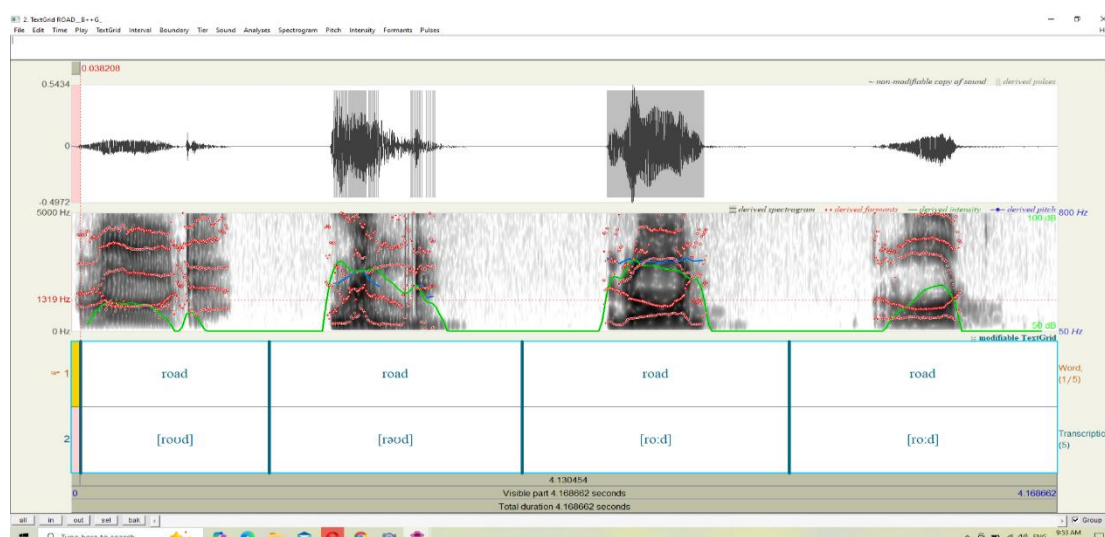 2. TextGrid ROAD__B++G_
File Edit Time Play TextGrid Interval Boundary Tier Sound Analyses Spectrogram Pitch Intensity Formants Pulses H
0.038208
0.5434
~ non-modifiable copy of sound ||| derived pulses
0
-0.4972
5000 Hz derived spectrogram derived formants derived intensity derived pitch 800 Hz
100 dB
1319 Hz
0 Hz 50 dB 50 Hz
modifiable TextGrid
1 road road road road Word, (1/5)
2 [roʊd] [rəʊd] [ro:d] [ro:d] Transcriptio (5)
4.130454
0 Visible part 4.168662 seconds 4.168662
Total duration 4.168662 seconds
all in out sel bak Group
Type here to search ENG 9:53 AM